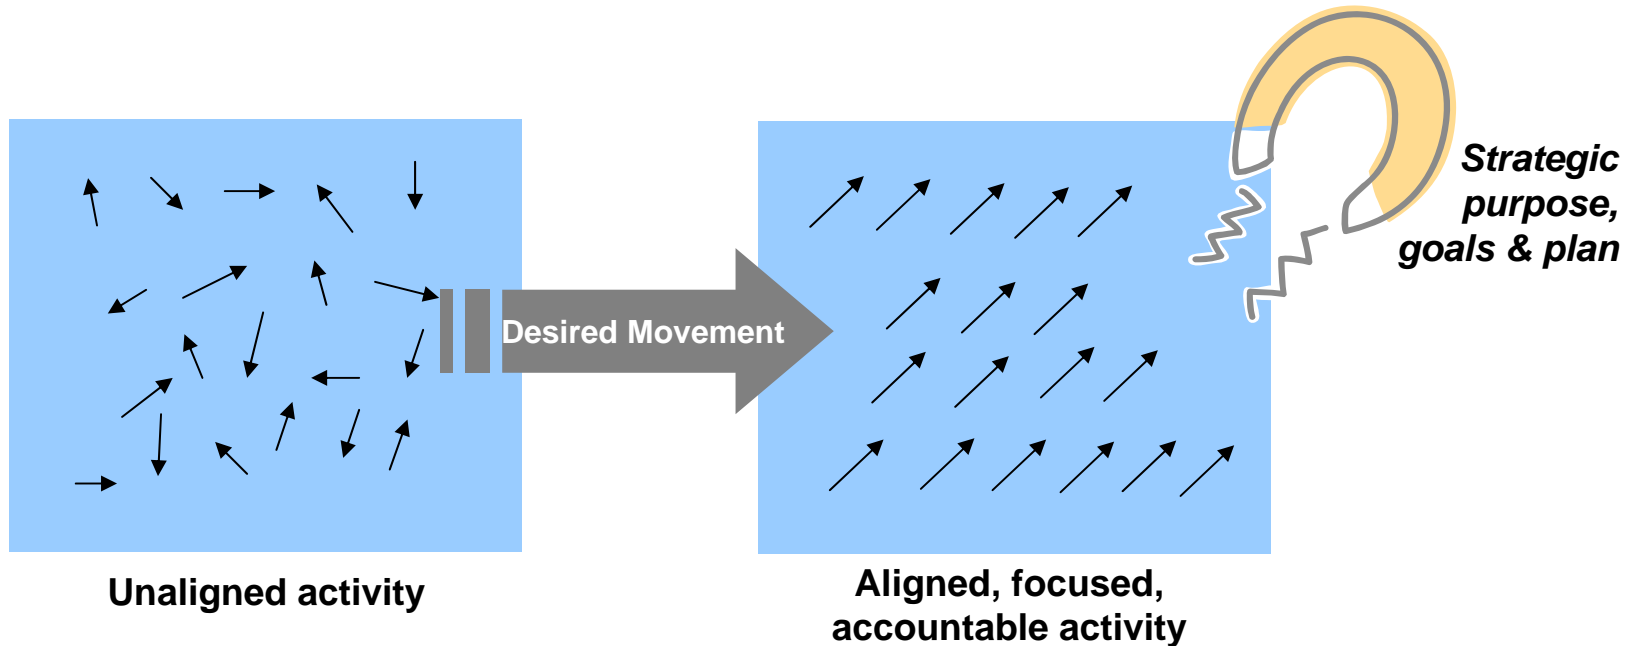 Strategic
purpose,
goals & plan
Desired Movement
Unaligned activity
Aligned, focused,
accountable activity